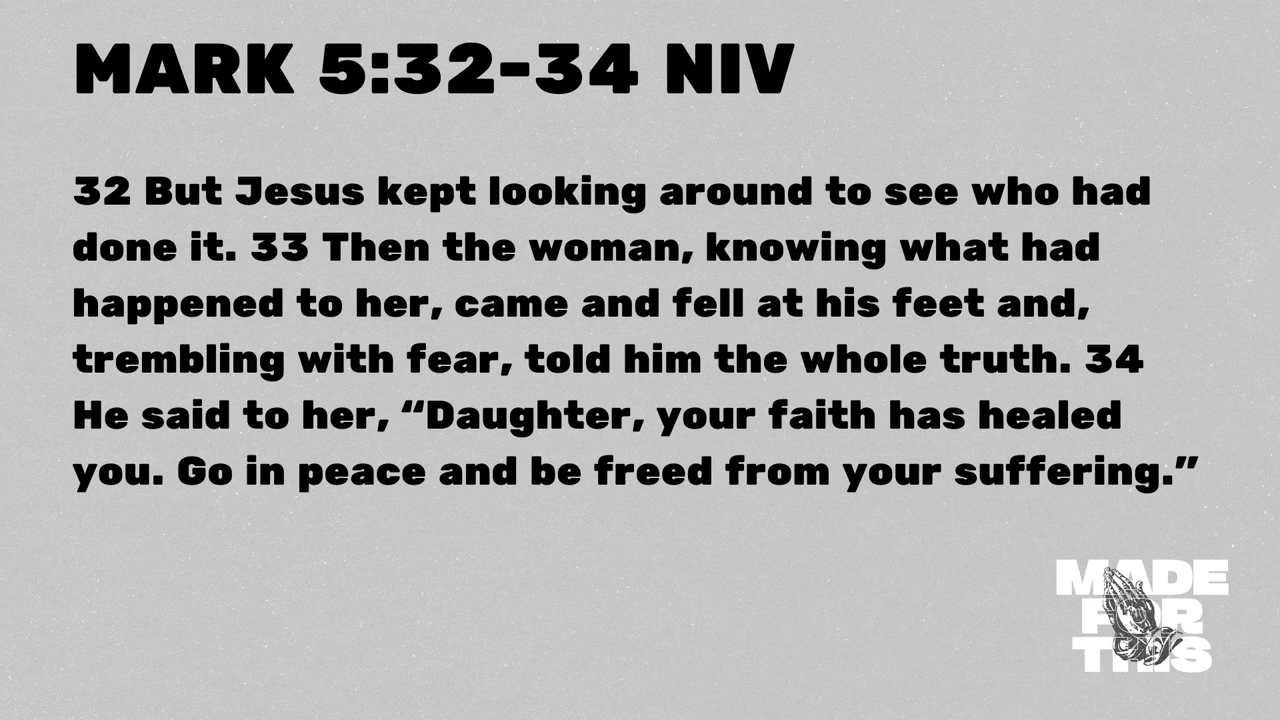 MARK 5:32-34 NIV
32 But Jesus kept looking around to see who had
done it. 33 Then the woman, knowing what had
happened to her, came and fell at his feet and,
trembling with fear, told him the whole truth. 34
He said to her, “Daughter, your faith has healed
you. Go in peace and be freed from your suffering.”
MADE
FOR
THIS